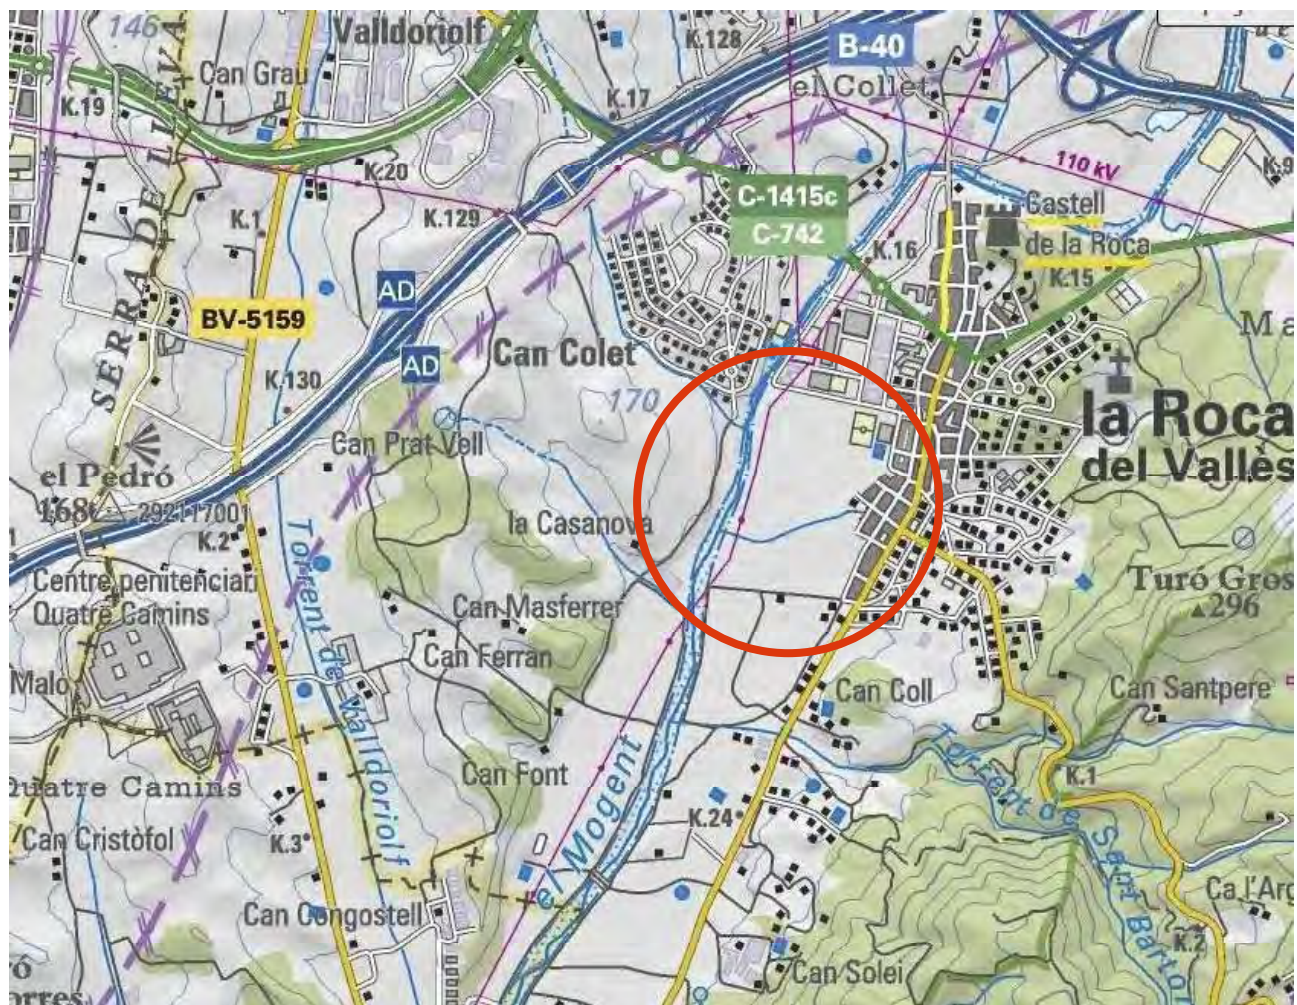 146
Valldoriolf
K.128
B-40
el Collet
Can Grau
K.19
K.17
K.20
110 kV
K.9
C-1415c
C-742
Castell
de la Roca
K.1
K.129
K.16
K.15
SERRA DE LLEVA
AD
BV-5159
Can Colet
AD
K.130
170
la Roca
del Vallès
Can Prat Vell
el Pedró
168
292117001
la Casanova
K.2
Torrent de Valldoriolf
Centre penitenciari
Quatre Camins
Can Masferrer
Turó Gros
296
Can Ferran
Malo
Can Coll
Can Santpere
Quatre Camins
Can Font
el Mogent
Torrent de Sant Barto
K.1
K.24
Can Cristòfol
K.3
Ca l'Arg
Can Congostell
K.2
Can Solei
orres